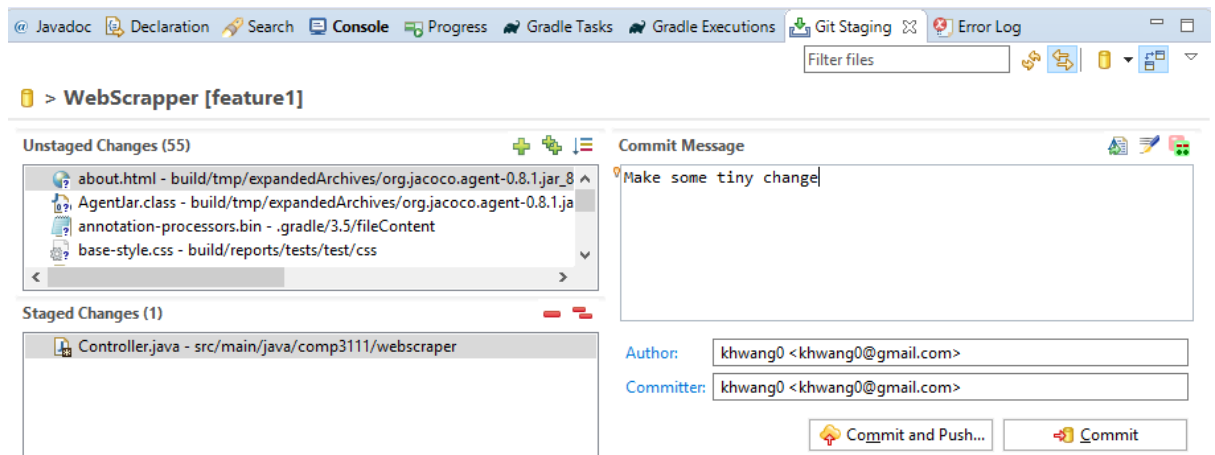 @ Javadoc Declaration Search Console Progress Gradle Tasks Gradle Executions Git Staging Error Log
Filter files
> WebScrapper [feature1]
Unstaged Changes (55)
about.html - build/tmp/expandedArchives/org.jacoco.agent-0.8.1.jar_8
AgentJar.class - build/tmp/expandedArchives/org.jacoco.agent-0.8.1.ja
annotation-processors.bin - .gradle/3.5/fileContent
base-style.css - build/reports/tests/test/css
Staged Changes (1)
Controller.java - src/main/java/comp3111/webscraper
Commit Message
Make some tiny change
Author: khwang0 <khwang0@gmail.com>
Committer: khwang0 <khwang0@gmail.com>
Commit and Push... Commit